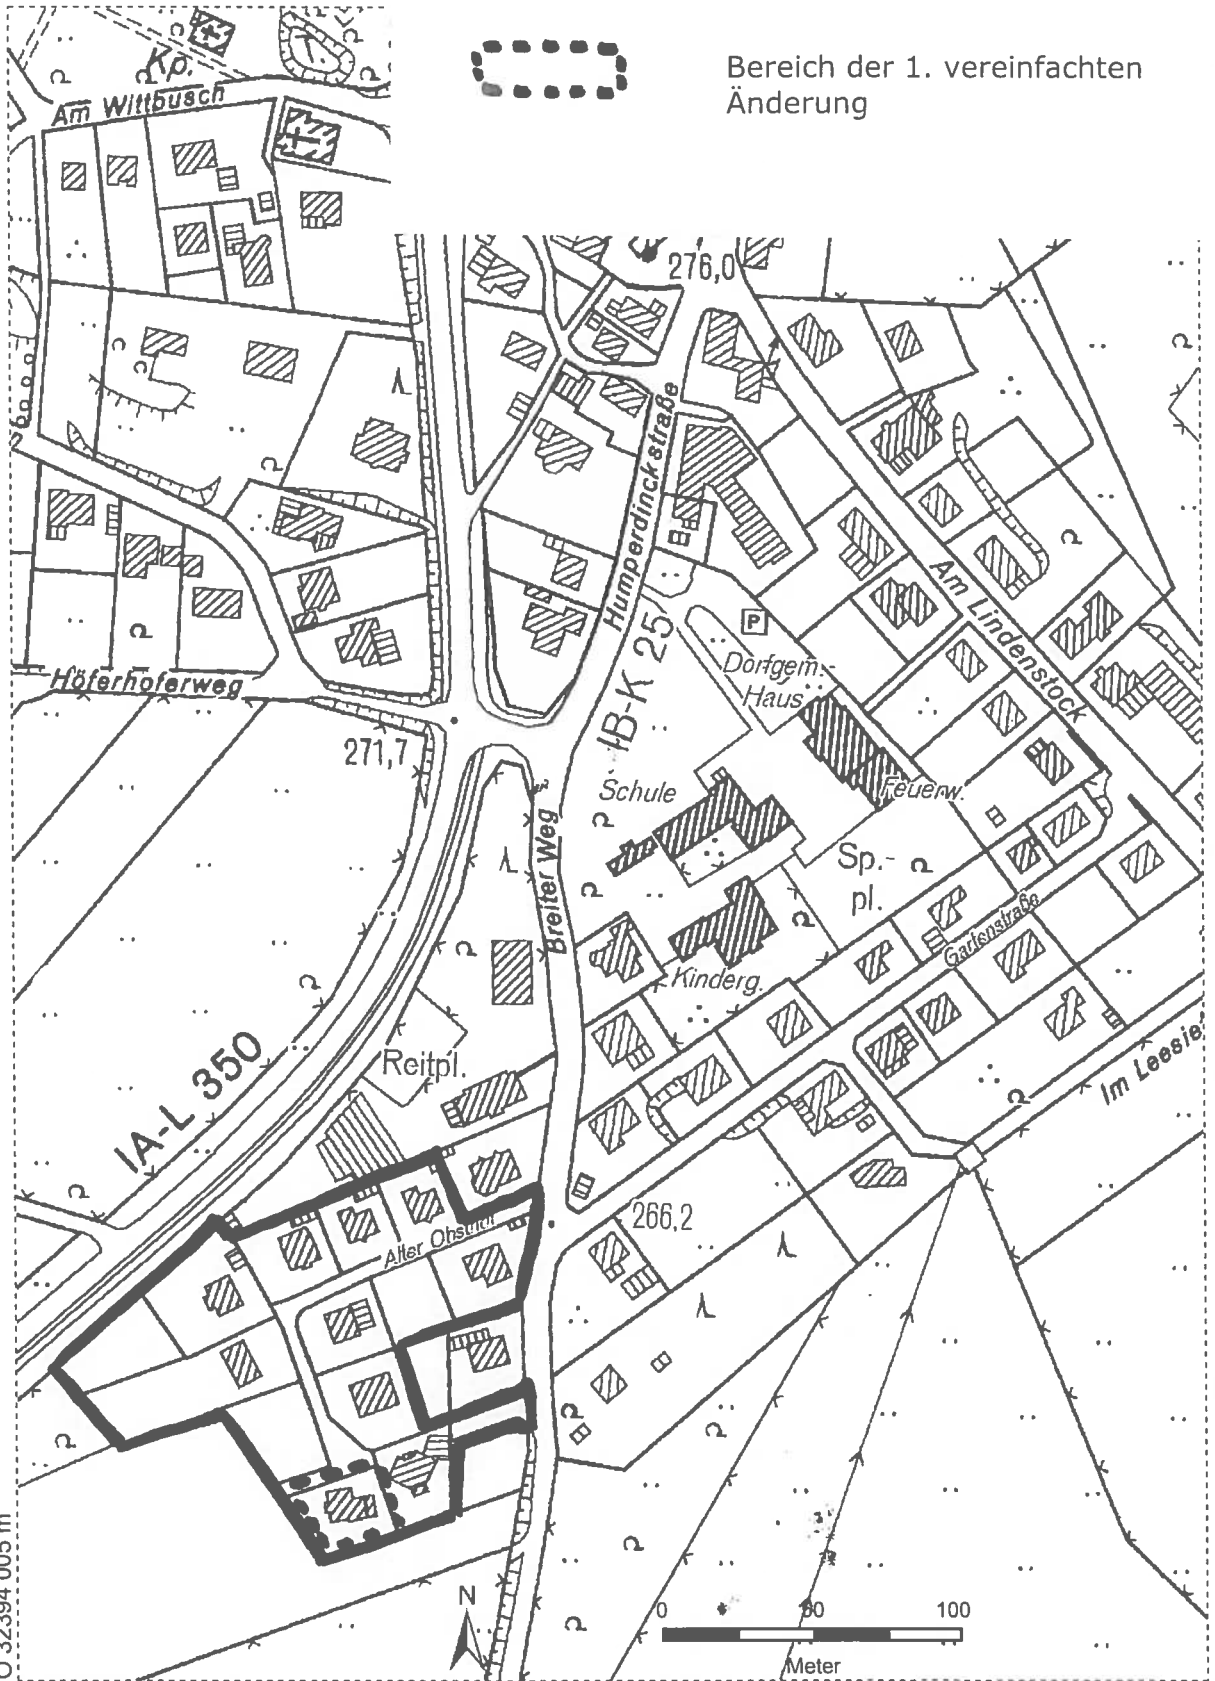 Bereich der 1. vereinfachten
Änderung
Kp.
Am Wittbusch
276,0
Humperdinckstraße
IB-K 25
Am Lindenstock
P
Dorfgem.-
Haus
Höferhoferweg
271,7
Schule
Feuerw.
Breiter Weg
Sp.-
pl.
Gartenstraße
Kinderg.
Reitpl.
IA-L 350
Im Leesie
266,2
Alter
N
0
50
100
Meter
O 32394 005 m